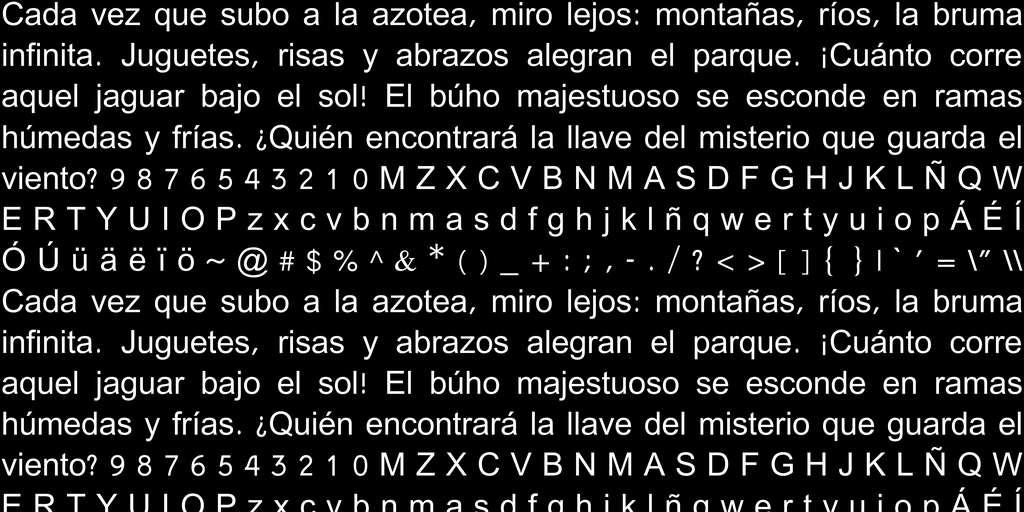 Cada vez que subo a la azotea, miro lejos: montañas, ríos, la bruma
infinita. Juguetes, risas y abrazos alegran el parque. ¡Cuánto corre
aquel jaguar bajo el sol! El búho majestuoso se esconde en ramas
húmedas y frías. ¿Quién encontrará la llave del misterio que guarda el
viento? 9 8 7 6 5 4 3 2 1 0 M Z X C V B N M A S D F G H J K L Ñ Q W
E R T Y U I O P z x c v b n m a s d f g h j k l ñ q w e r t y u i o p Á É Í
Ó Ú ü ä ë ï ö ~ @ # $ % ^ & * ( ) _ + : ; , - . / ? < > [ ] { } | ` ′ = \″ \\
Cada vez que subo a la azotea, miro lejos: montañas, ríos, la bruma
infinita. Juguetes, risas y abrazos alegran el parque. ¡Cuánto corre
aquel jaguar bajo el sol! El búho majestuoso se esconde en ramas
húmedas y frías. ¿Quién encontrará la llave del misterio que guarda el
viento? 9 8 7 6 5 4 3 2 1 0 M Z X C V B N M A S D F G H J K L Ñ Q W
E R T Y U I O P z x c v b n m a s d f g h j k l ñ q w e r t y u i o p Á É Í